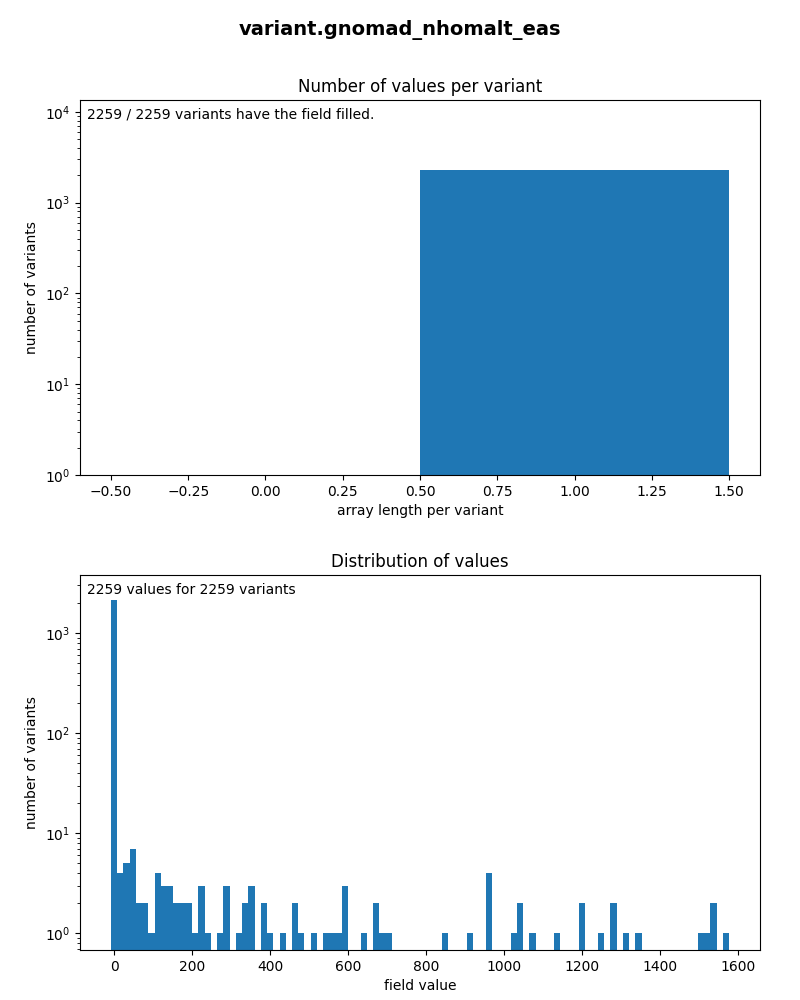 variant.gnomad_nhomalt_eas
Number of values per variant
2259 / 2259 variants have the field filled.
number of variants
10⁴
10³
10²
10¹
10⁰
−0.50 −0.25 0.00 0.25 0.50 0.75 1.00 1.25 1.50
array length per variant
Distribution of values
2259 values for 2259 variants
number of variants
10³
10²
10¹
10⁰
0 200 400 600 800 1000 1200 1400 1600
field value